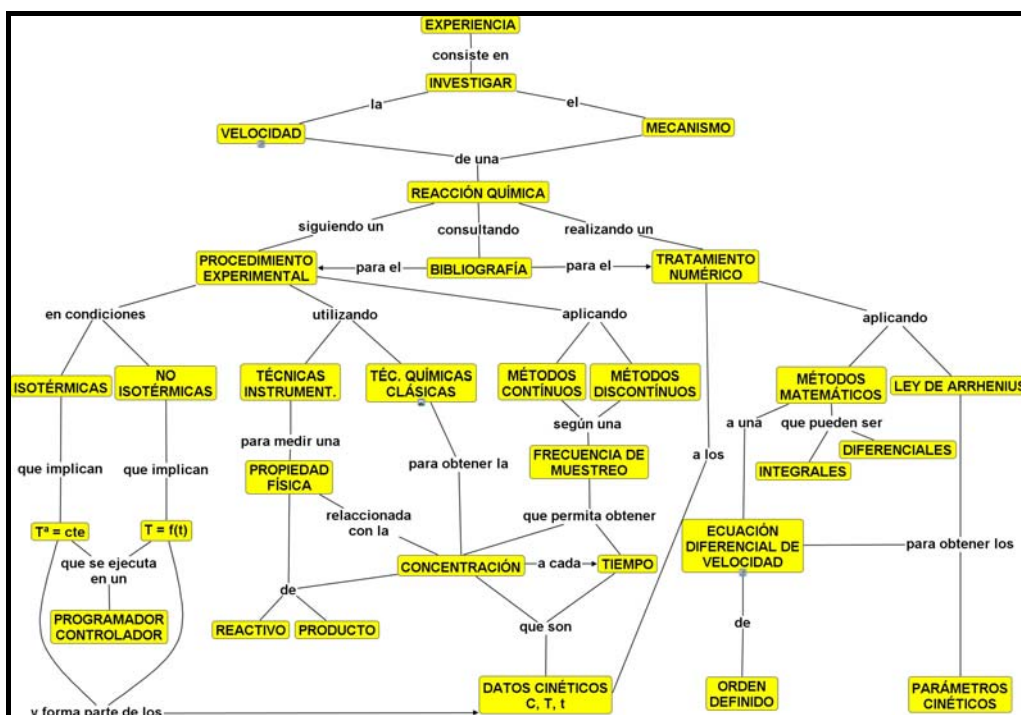 EXPERIENCIA
consiste en
INVESTIGAR
la
el
VELOCIDAD
MECANISMO
de una
REACCIÓN QUÍMICA
siguiendo un
consultando
realizando un
PROCEDIMIENTO
EXPERIMENTAL
para el
BIBLIOGRAFÍA
para el
TRATAMIENTO
NUMÉRICO
en condiciones
utilizando
aplicando
aplicando
ISOTÉRMICAS
NO
ISOTÉRMICAS
TÉCNICAS
INSTRUMENT.
TÉC. QUÍMICAS
CLÁSICAS
MÉTODOS
CONTÍNUOS
MÉTODOS
DISCONTÍNUOS
MÉTODOS
MATEMÁTICOS
LEY DE ARRHENIUS
según una
a una
que pueden ser
para medir una
FRECUENCIA DE
MUESTREO
DIFERENCIALES
INTEGRALES
que implican
que implican
PROPIEDAD
FÍSICA
para obtener la
a los
relaccionada
con la
que permita obtener
Tª = cte
T = f(t)
ECUACIÓN
DIFERENCIAL DE
VELOCIDAD
para obtener los
que se ejecuta
en un
CONCENTRACIÓN
a cada
TIEMPO
de
PROGRAMADOR
CONTROLADOR
REACTIVO
PRODUCTO
que son
de
DATOS CINÉTICOS
C, T, t
ORDEN
DEFINIDO
PARÁMETROS
CINÉTICOS
y forma parte de los